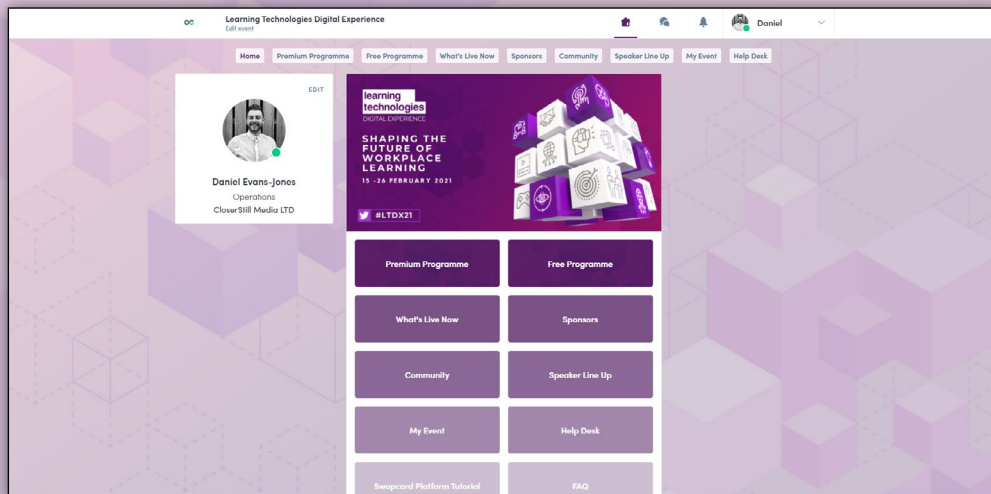 Learning Technologies Digital Experience
Edit event
Daniel
Home Premium Programme Free Programme What's Live Now Sponsors Community Speaker Line Up My Event Help Desk
EDIT
Daniel Evans-Jones
Operations
CloserStill Media LTD
learning
technologies
DIGITAL EXPERIENCE
SHAPING THE
FUTURE OF
WORKPLACE
LEARNING
15 -26 FEBRUARY 2021
#LTDX21
Premium Programme Free Programme
What's Live Now Sponsors
Community Speaker Line Up
My Event Help Desk
Swapcard Platform Tutorial FAQ